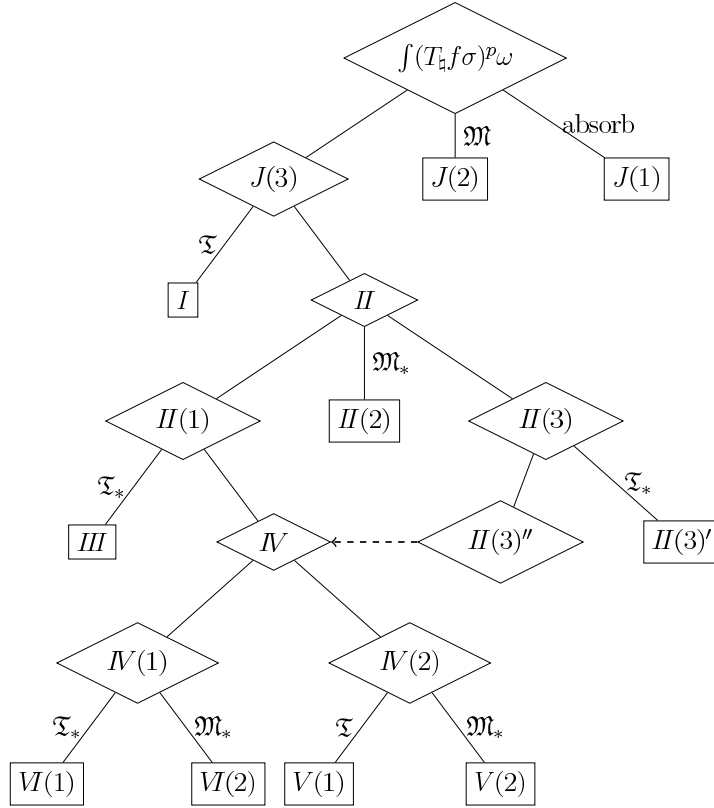 ∫(T♮fσ)ᵖω
absorb
𝔐
J(3) J(2) J(1)
𝔗
I II
𝔐*
II(1) II(2) II(3)
𝔗* 𝔗*
III IV II(3)″ II(3)′
IV(1) IV(2)
𝔗* 𝔐* 𝔗 𝔐*
VI(1) VI(2) V(1) V(2)